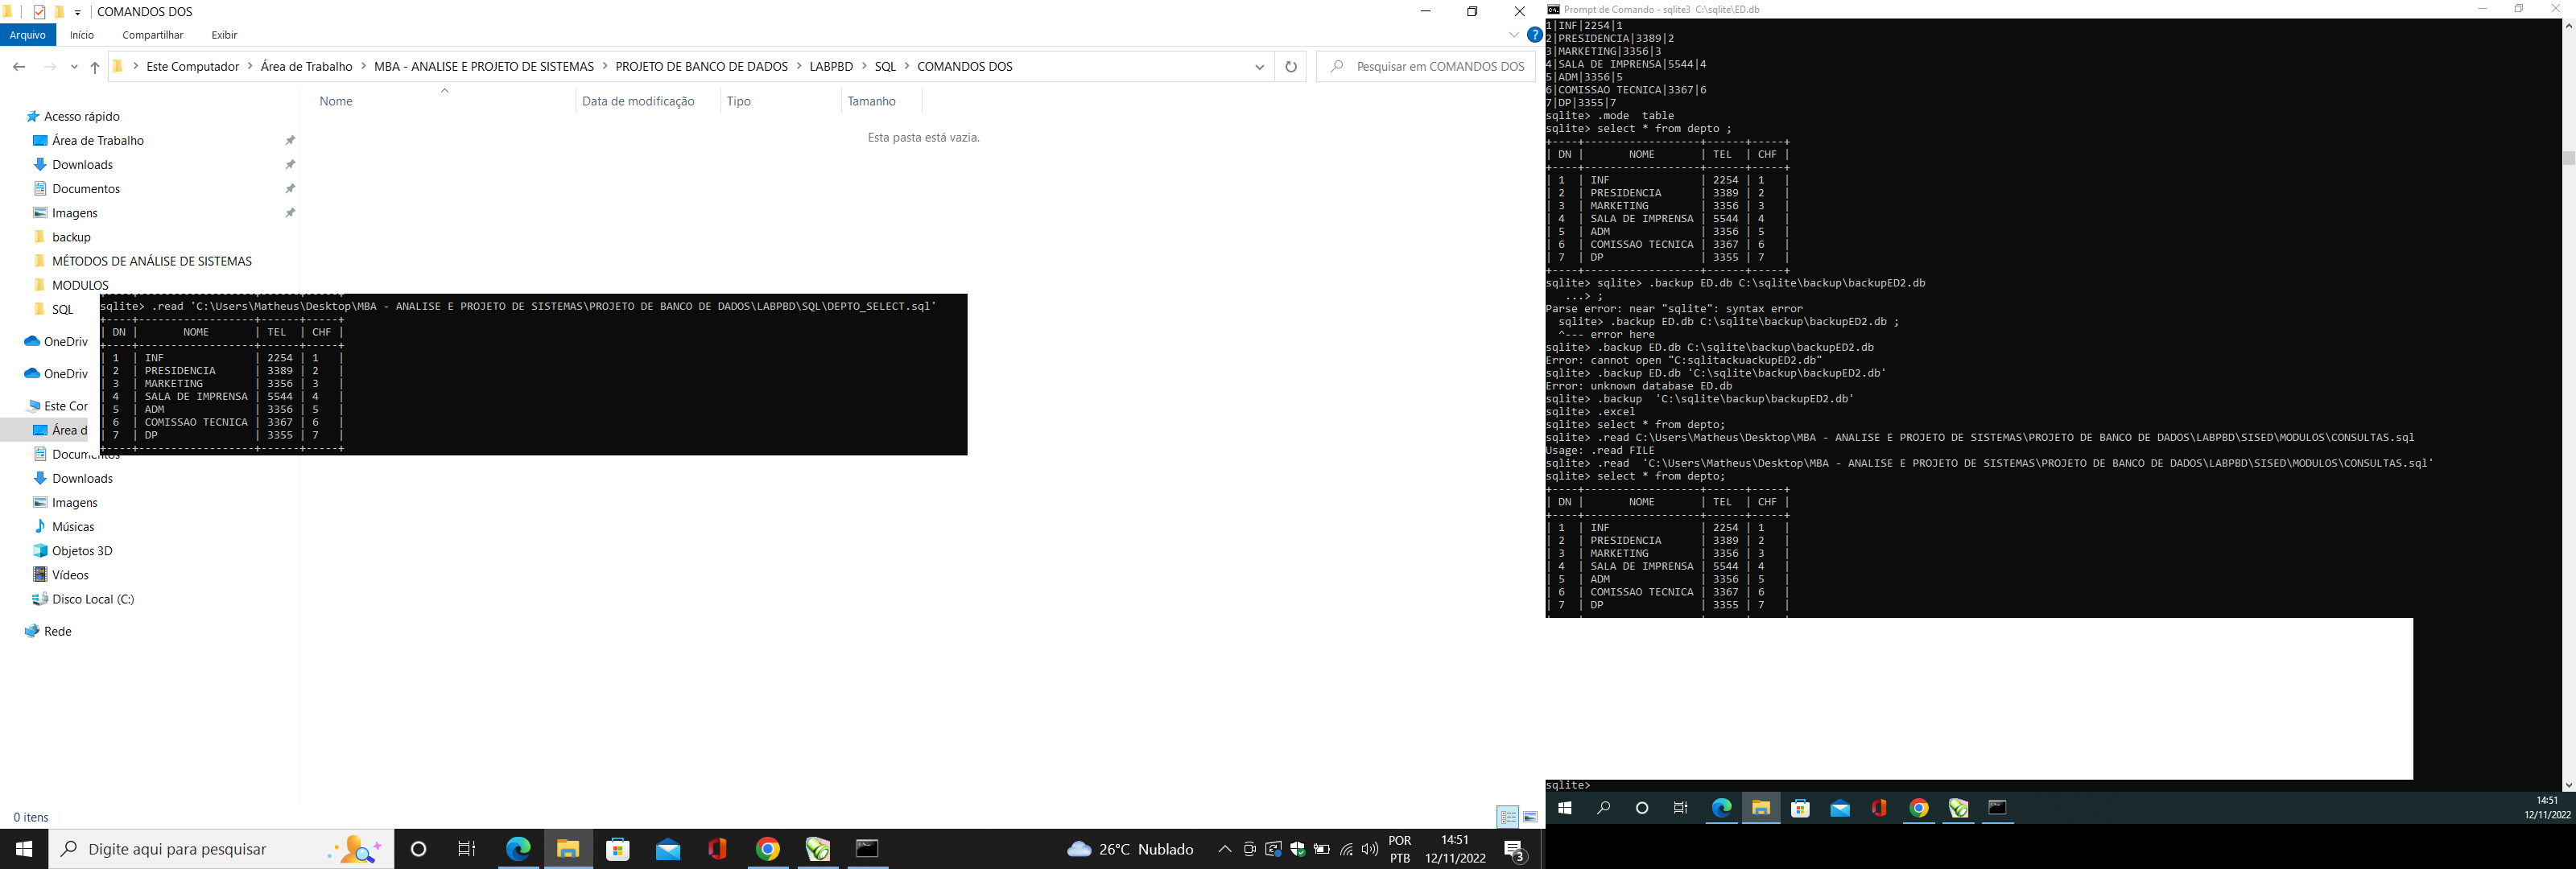 COMANDOS DOS
Arquivo Início Compartilhar Exibir
Este Computador > Área de Trabalho > MBA - ANALISE E PROJETO DE SISTEMAS > PROJETO DE BANCO DE DADOS > LABPBD > SQL > COMANDOS DOS
Pesquisar em COMANDOS DOS
Nome Data de modificação Tipo Tamanho
Esta pasta está vazia.
Acesso rápido
Área de Trabalho
Downloads
Documentos
Imagens
backup
MÉTODOS DE ANÁLISE DE SISTEMAS
MODULOS
SQL
OneDriv
OneDriv
Este Cor
Área d
Documentos
Downloads
Imagens
Músicas
Objetos 3D
Vídeos
Disco Local (C:)
Rede
sqlite> .read 'C:\Users\Matheus\Desktop\MBA - ANALISE E PROJETO DE SISTEMAS\PROJETO DE BANCO DE DADOS\LABPBD\SQL\DEPTO_SELECT.sql'
+----+------------------+------+-----+
| DN | NOME | TEL | CHF |
+----+------------------+------+-----+
| 1 | INF | 2254 | 1 |
| 2 | PRESIDENCIA | 3389 | 2 |
| 3 | MARKETING | 3356 | 3 |
| 4 | SALA DE IMPRENSA | 5544 | 4 |
| 5 | ADM | 3356 | 5 |
| 6 | COMISSAO TECNICA | 3367 | 6 |
| 7 | DP | 3355 | 7 |
+----+------------------+------+-----+
0 itens
Digite aqui para pesquisar
26°C Nublado
POR
PTB
14:51
12/11/2022
3
Prompt de Comando - sqlite3 C:\sqlite\ED.db
1|INF|2254|1
2|PRESIDENCIA|3389|2
3|MARKETING|3356|3
4|SALA DE IMPRENSA|5544|4
5|ADM|3356|5
6|COMISSAO TECNICA|3367|6
7|DP|3355|7
sqlite> .mode  table
sqlite> select * from depto ;
+----+------------------+------+-----+
| DN | NOME | TEL | CHF |
+----+------------------+------+-----+
| 1 | INF | 2254 | 1 |
| 2 | PRESIDENCIA | 3389 | 2 |
| 3 | MARKETING | 3356 | 3 |
| 4 | SALA DE IMPRENSA | 5544 | 4 |
| 5 | ADM | 3356 | 5 |
| 6 | COMISSAO TECNICA | 3367 | 6 |
| 7 | DP | 3355 | 7 |
+----+------------------+------+-----+
sqlite> sqlite> .backup ED.db C:\sqlite\backup\backupED2.db
...> ;
Parse error: near "sqlite": syntax error
sqlite> .backup ED.db C:\sqlite\backup\backupED2.db ;
^--- error here
sqlite> .backup ED.db C:\sqlite\backup\backupED2.db
Error: cannot open "C:sqlitackuackupED2.db"
sqlite> .backup ED.db 'C:\sqlite\backup\backupED2.db'
Error: unknown database ED.db
sqlite> .backup  'C:\sqlite\backup\backupED2.db'
sqlite> .excel
sqlite> select * from depto;
sqlite> .read C:\Users\Matheus\Desktop\MBA - ANALISE E PROJETO DE SISTEMAS\PROJETO DE BANCO DE DADOS\LABPBD\SISED\MODULOS\CONSULTAS.sql
Usage: .read FILE
sqlite> .read  'C:\Users\Matheus\Desktop\MBA - ANALISE E PROJETO DE SISTEMAS\PROJETO DE BANCO DE DADOS\LABPBD\SISED\MODULOS\CONSULTAS.sql'
sqlite> select * from depto;
+----+------------------+------+-----+
| DN | NOME | TEL | CHF |
+----+------------------+------+-----+
| 1 | INF | 2254 | 1 |
| 2 | PRESIDENCIA | 3389 | 2 |
| 3 | MARKETING | 3356 | 3 |
| 4 | SALA DE IMPRENSA | 5544 | 4 |
| 5 | ADM | 3356 | 5 |
| 6 | COMISSAO TECNICA | 3367 | 6 |
| 7 | DP | 3355 | 7 |
sqlite>
14:51
12/11/2022